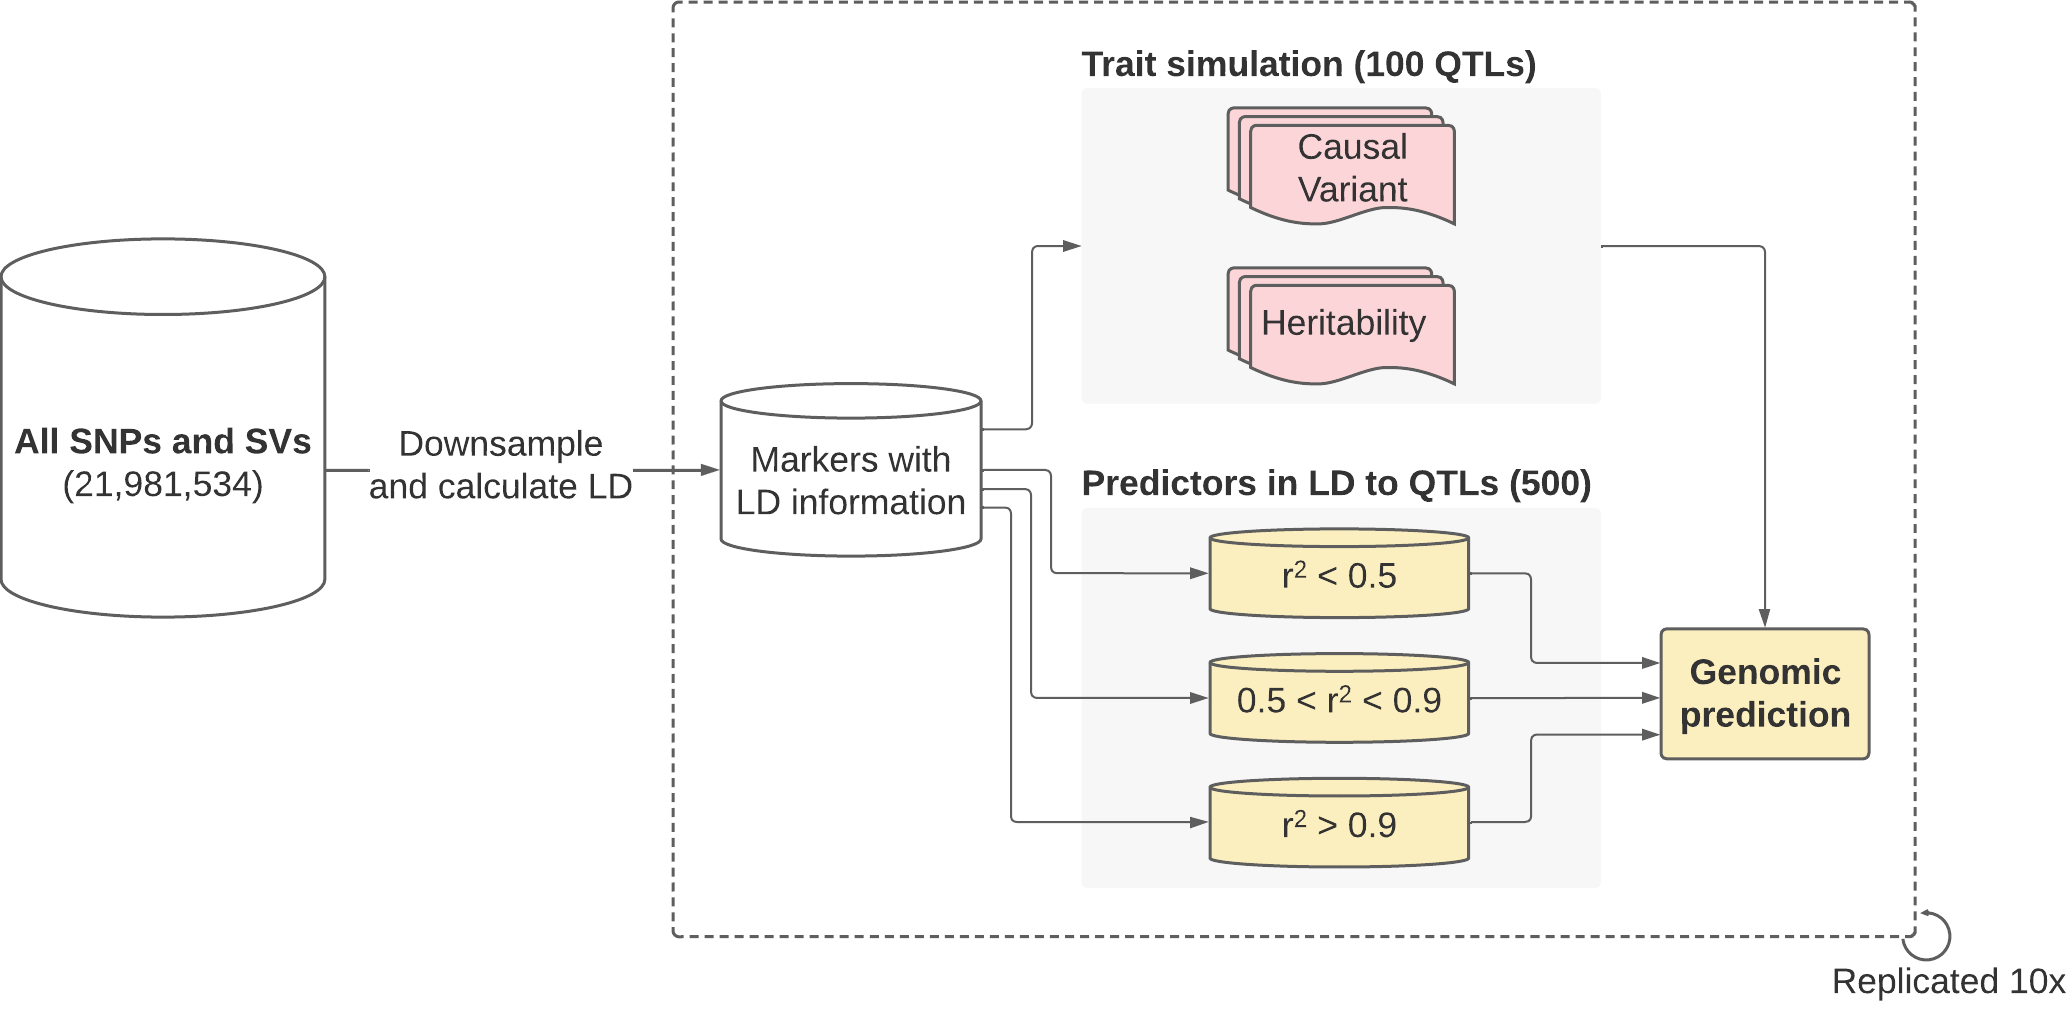 Trait simulation (100 QTLs)
Causal
Variant
Heritability
All SNPs and SVs
(21,981,534)
Downsample
and calculate LD
Markers with
LD information
Predictors in LD to QTLs (500)
r² < 0.5
0.5 < r² < 0.9
r² > 0.9
Genomic
prediction
Replicated 10x